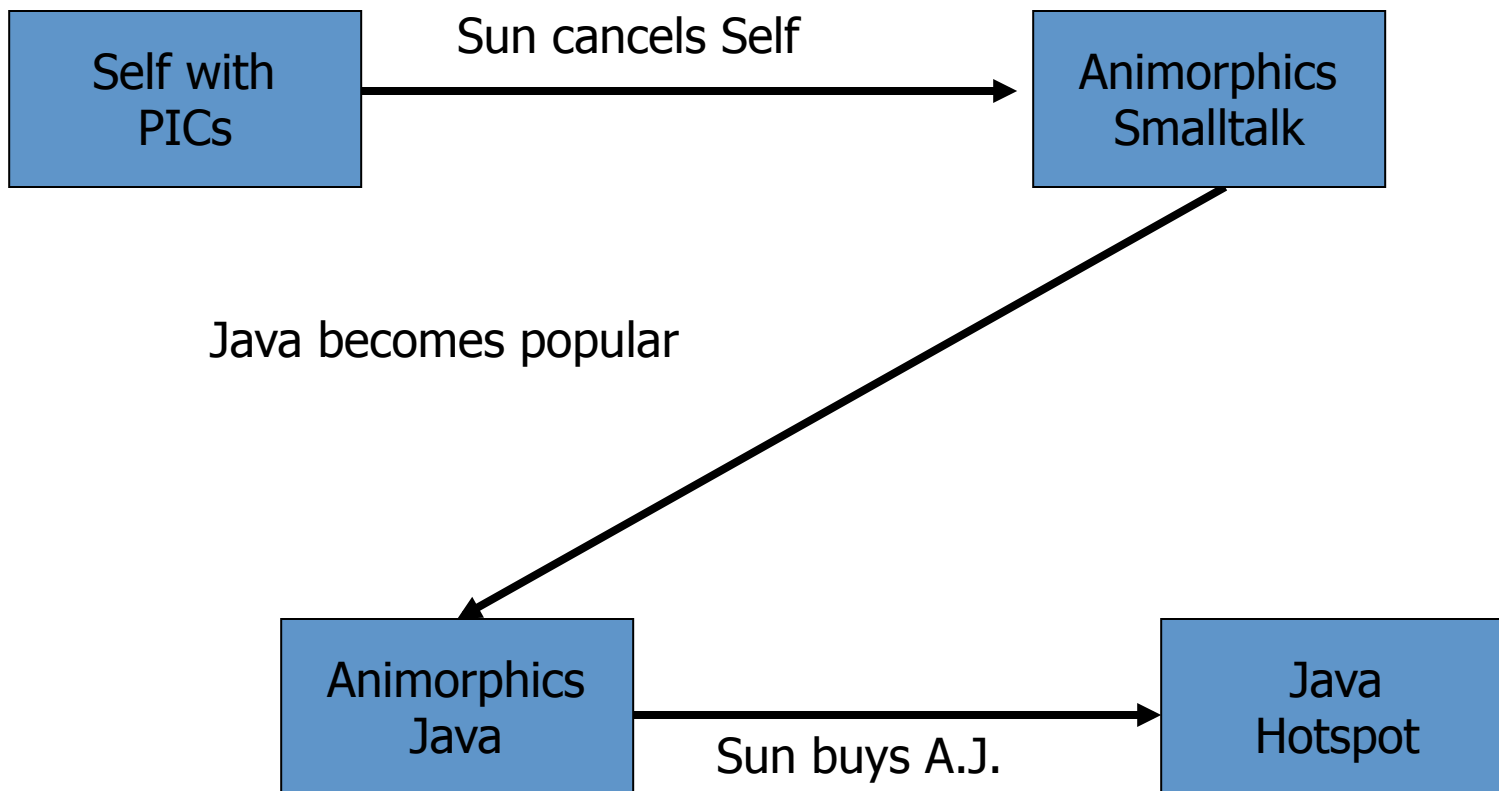 Sun cancels Self
Self with
PICs
Animorphics
Smalltalk
Java becomes popular
Animorphics
Java
Sun buys A.J.
Java
Hotspot